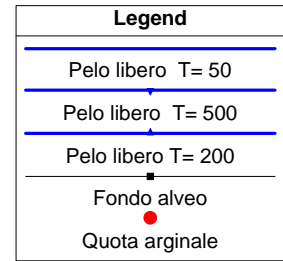 Legend
Pelo libero T= 50
Pelo libero T= 500
Pelo libero T= 200
Fondo alveo
Quota arginale